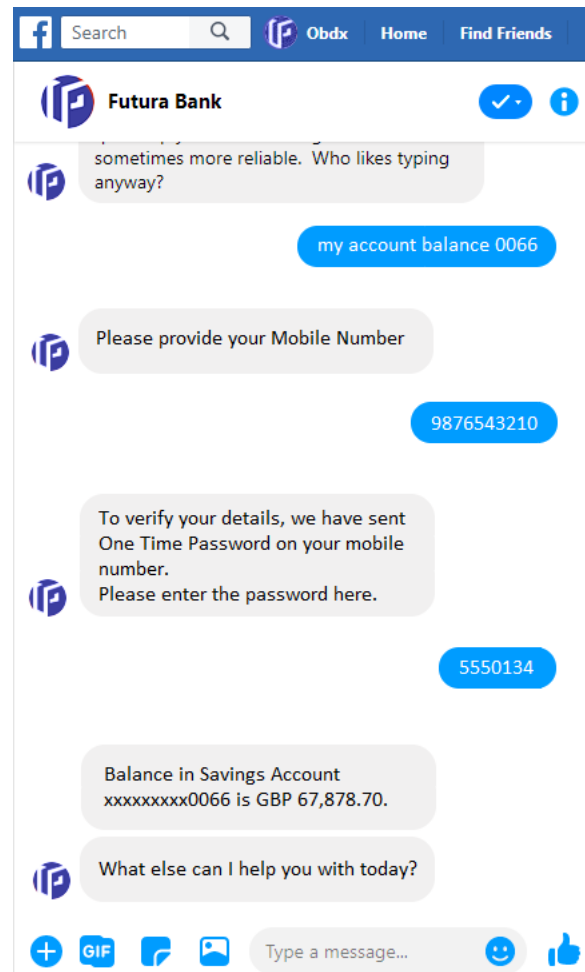 Search
Obdx
Home
Find Friends
Futura Bank
sometimes more reliable.  Who likes typing
anyway?
my account balance 0066
Please provide your Mobile Number
9876543210
To verify your details, we have sent
One Time Password on your mobile
number.
Please enter the password here.
5550134
Balance in Savings Account
xxxxxxxxx0066 is GBP 67,878.70.
What else can I help you with today?
GIF
Type a message...